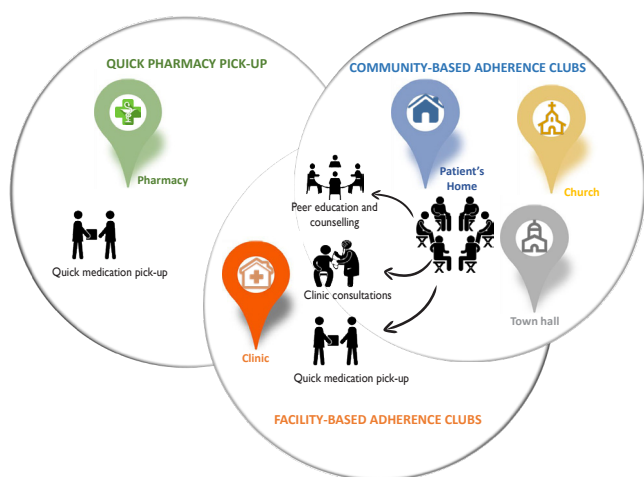 QUICK PHARMACY PICK-UP
COMMUNITY-BASED ADHERENCE CLUBS
Pharmacy
Patient's
Home
Church
Peer education and
counselling
Quick medication pick-up
Clinic consultations
Town hall
Clinic
Quick medication pick-up
FACILITY-BASED ADHERENCE CLUBS